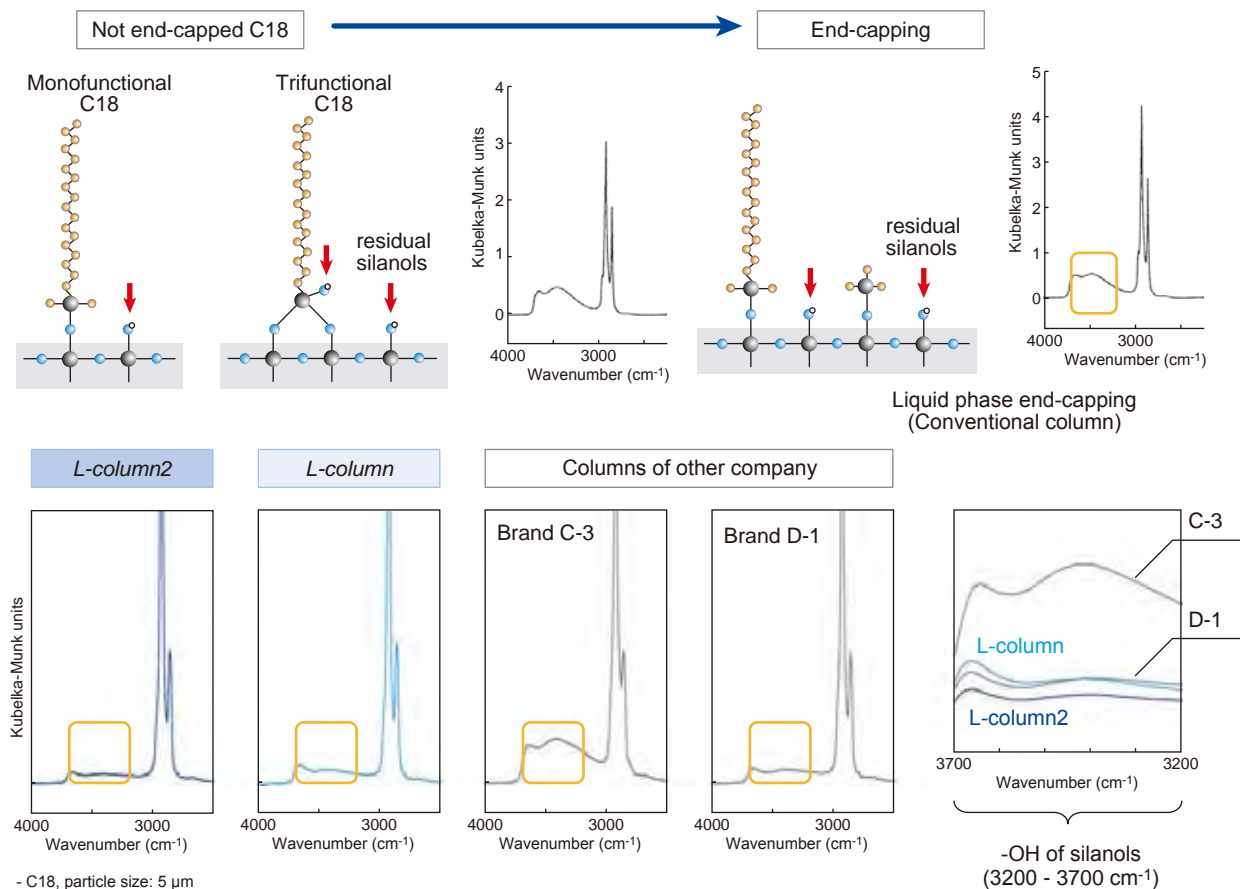 Not end-capped C18
End-capping
Monofunctional
C18
Trifunctional
C18
residual
silanols
Kubelka-Munk units
4
3
2
1
0
4000
3000
Wavenumber (cm-1)
residual
silanols
Kubelka-Munk units
5
4
3
2
1
0
4000
3000
Wavenumber (cm-1)
Liquid phase end-capping
(Conventional column)
L-column2
L-column
Columns of other company
Kubelka-Munk units
4000
3000
Wavenumber (cm-1)
4000
3000
Wavenumber (cm-1)
Brand C-3
4000
3000
Wavenumber (cm-1)
Brand D-1
4000
3000
Wavenumber (cm-1)
C-3
D-1
L-column
L-column2
3700
3200
Wavenumber (cm-1)
-OH of silanols
(3200 - 3700 cm-1)
- C18, particle size: 5 µm